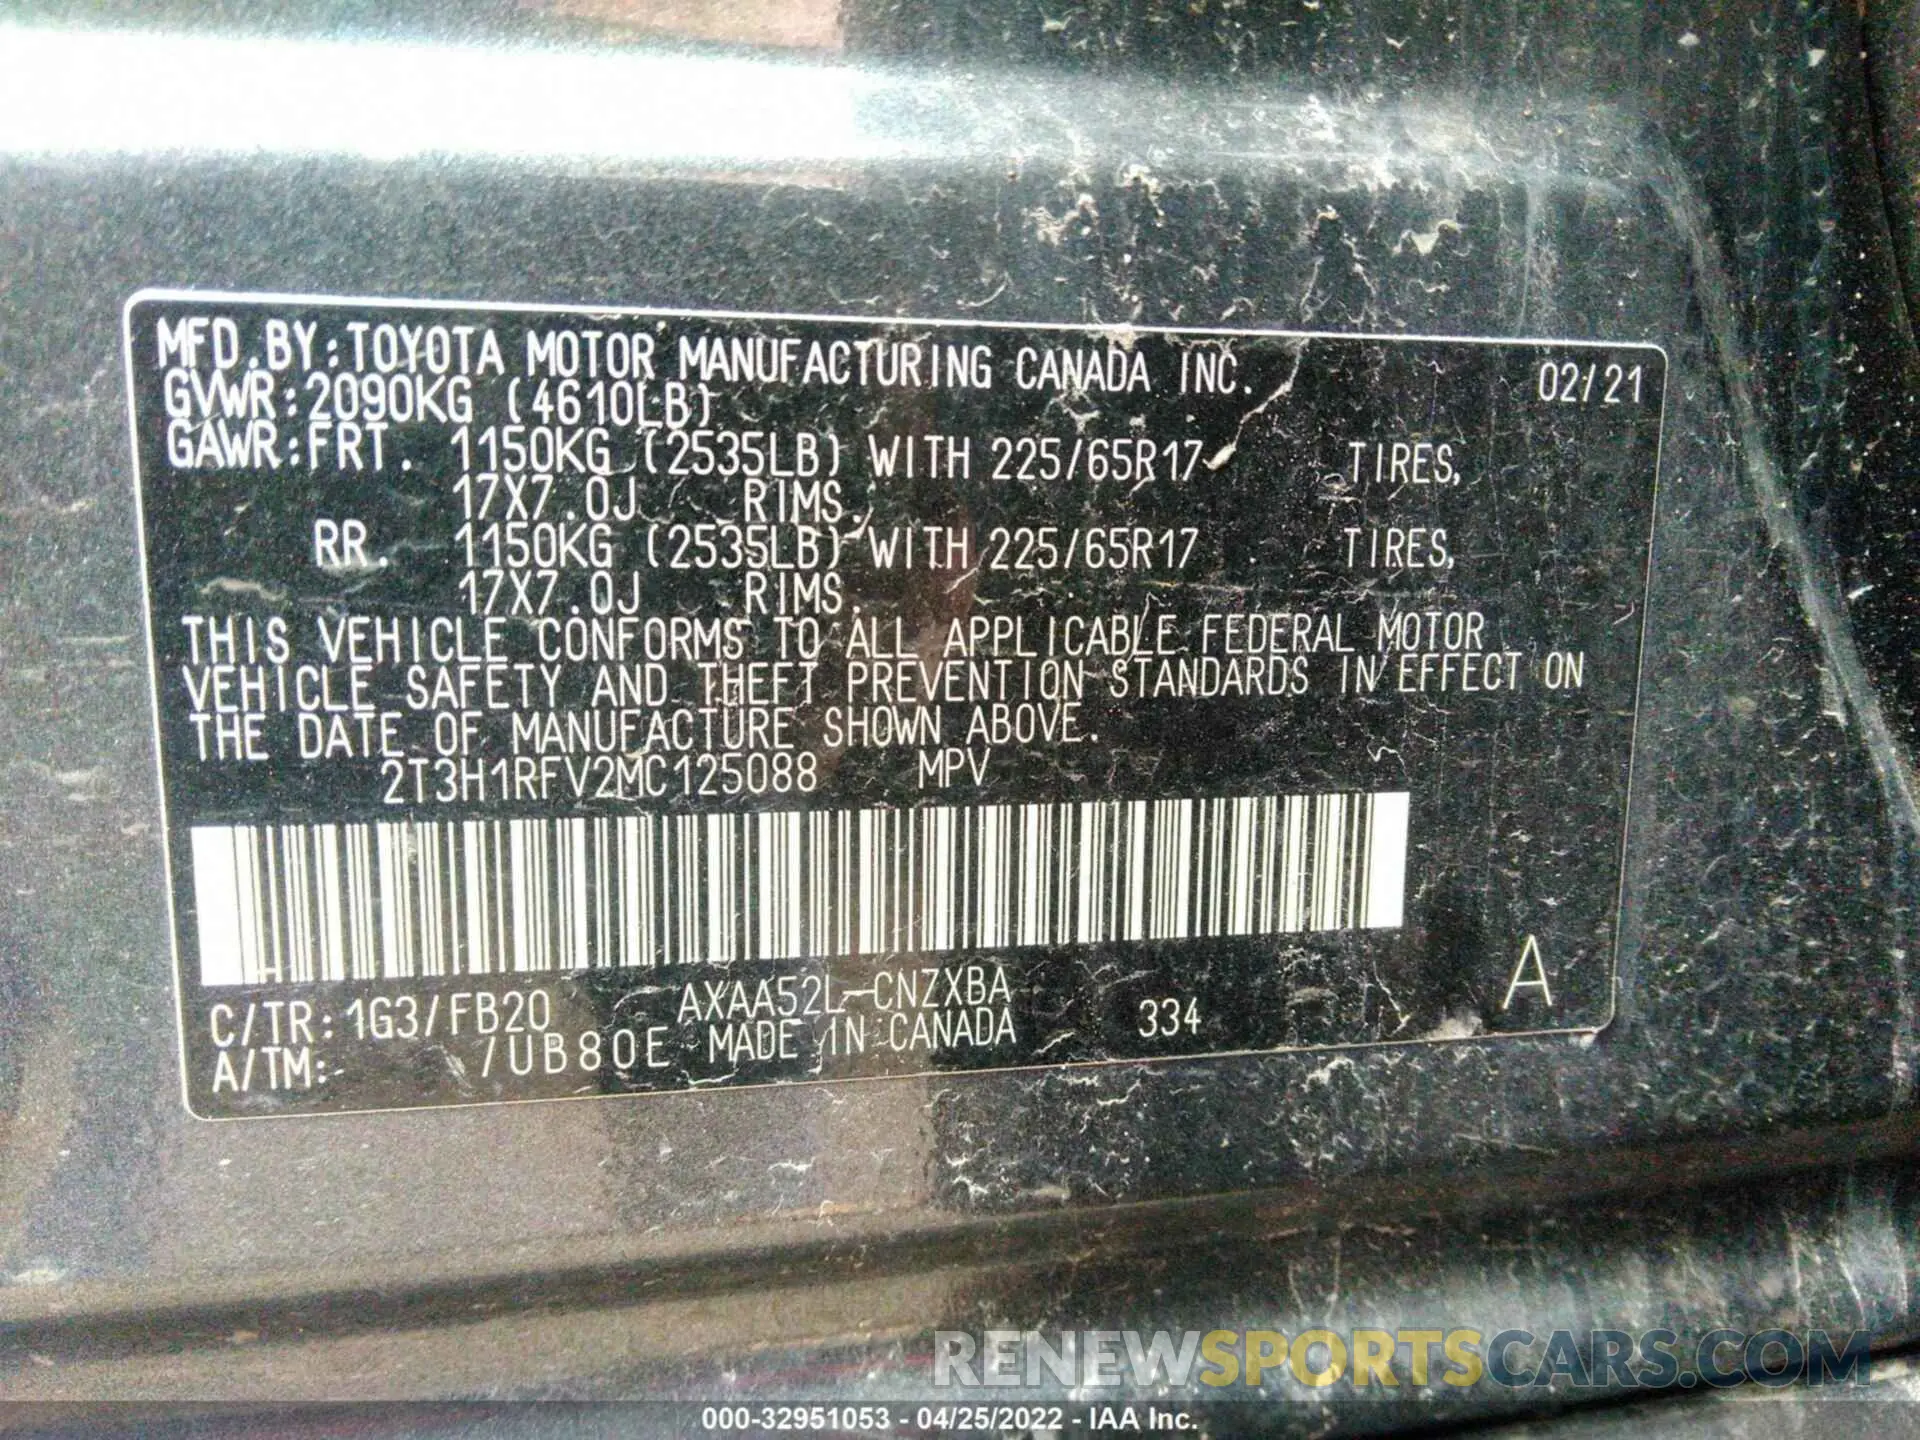 MFD.BY:TOYOTA MOTOR MANUFACTURING CANADA INC. 02/21
GVWR:2090KG (4610LB)
GAWR:FRT. 1150KG (2535LB) WITH 225/65R17 TIRES,
17X7.0J RIMS.
RR. 1150KG (2535LB) WITH 225/65R17 TIRES,
17X7.0J RIMS.
THIS VEHICLE CONFORMS TO ALL APPLICABLE FEDERAL MOTOR
VEHICLE SAFETY AND THEFT PREVENTION STANDARDS IN EFFECT ON
THE DATE OF MANUFACTURE SHOWN ABOVE.
2T3H1RFV2MC125088 MPV
C/TR:1G3/FB20 AXAA52L-CNZXBA 334 A
A/TM:- /UB80E MADE IN CANADA
RENEWSPORTSCARS.COM
000-32951053 - 04/25/2022 - IAA Inc.